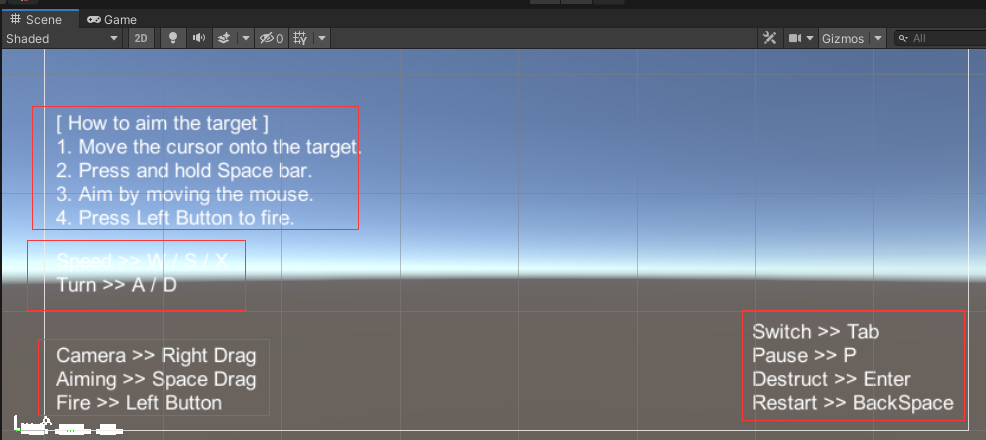 Scene
Game
Shaded
2D
0
Gizmos
All
[ How to aim the target ]
1. Move the cursor onto the target.
2. Press and hold Space bar.
3. Aim by moving the mouse.
4. Press Left Button to fire.
Speed >> W / S / X
Turn >> A / D
Camera >> Right Drag
Aiming >> Space Drag
Fire >> Left Button
Switch >> Tab
Pause >> P
Destruct >> Enter
Restart >> BackSpace